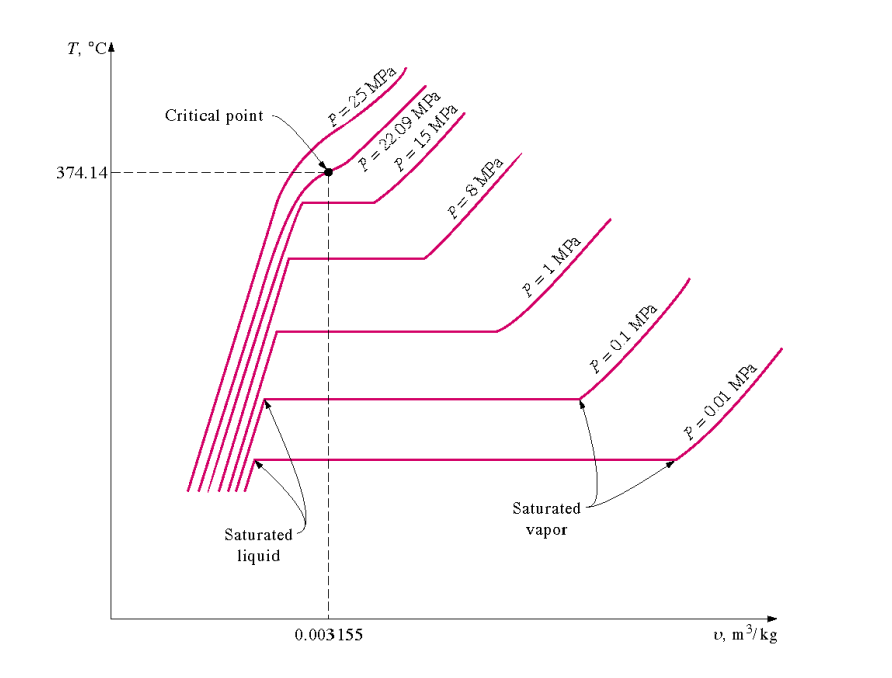 T, °C
P = 25 MPa
Critical point
P = 22.09 MPa
P = 15 MPa
374.14
P = 8 MPa
P = 1 MPa
P = 0.1 MPa
P = 0.01 MPa
Saturated
liquid
Saturated
vapor
0.003155
υ, m³/kg